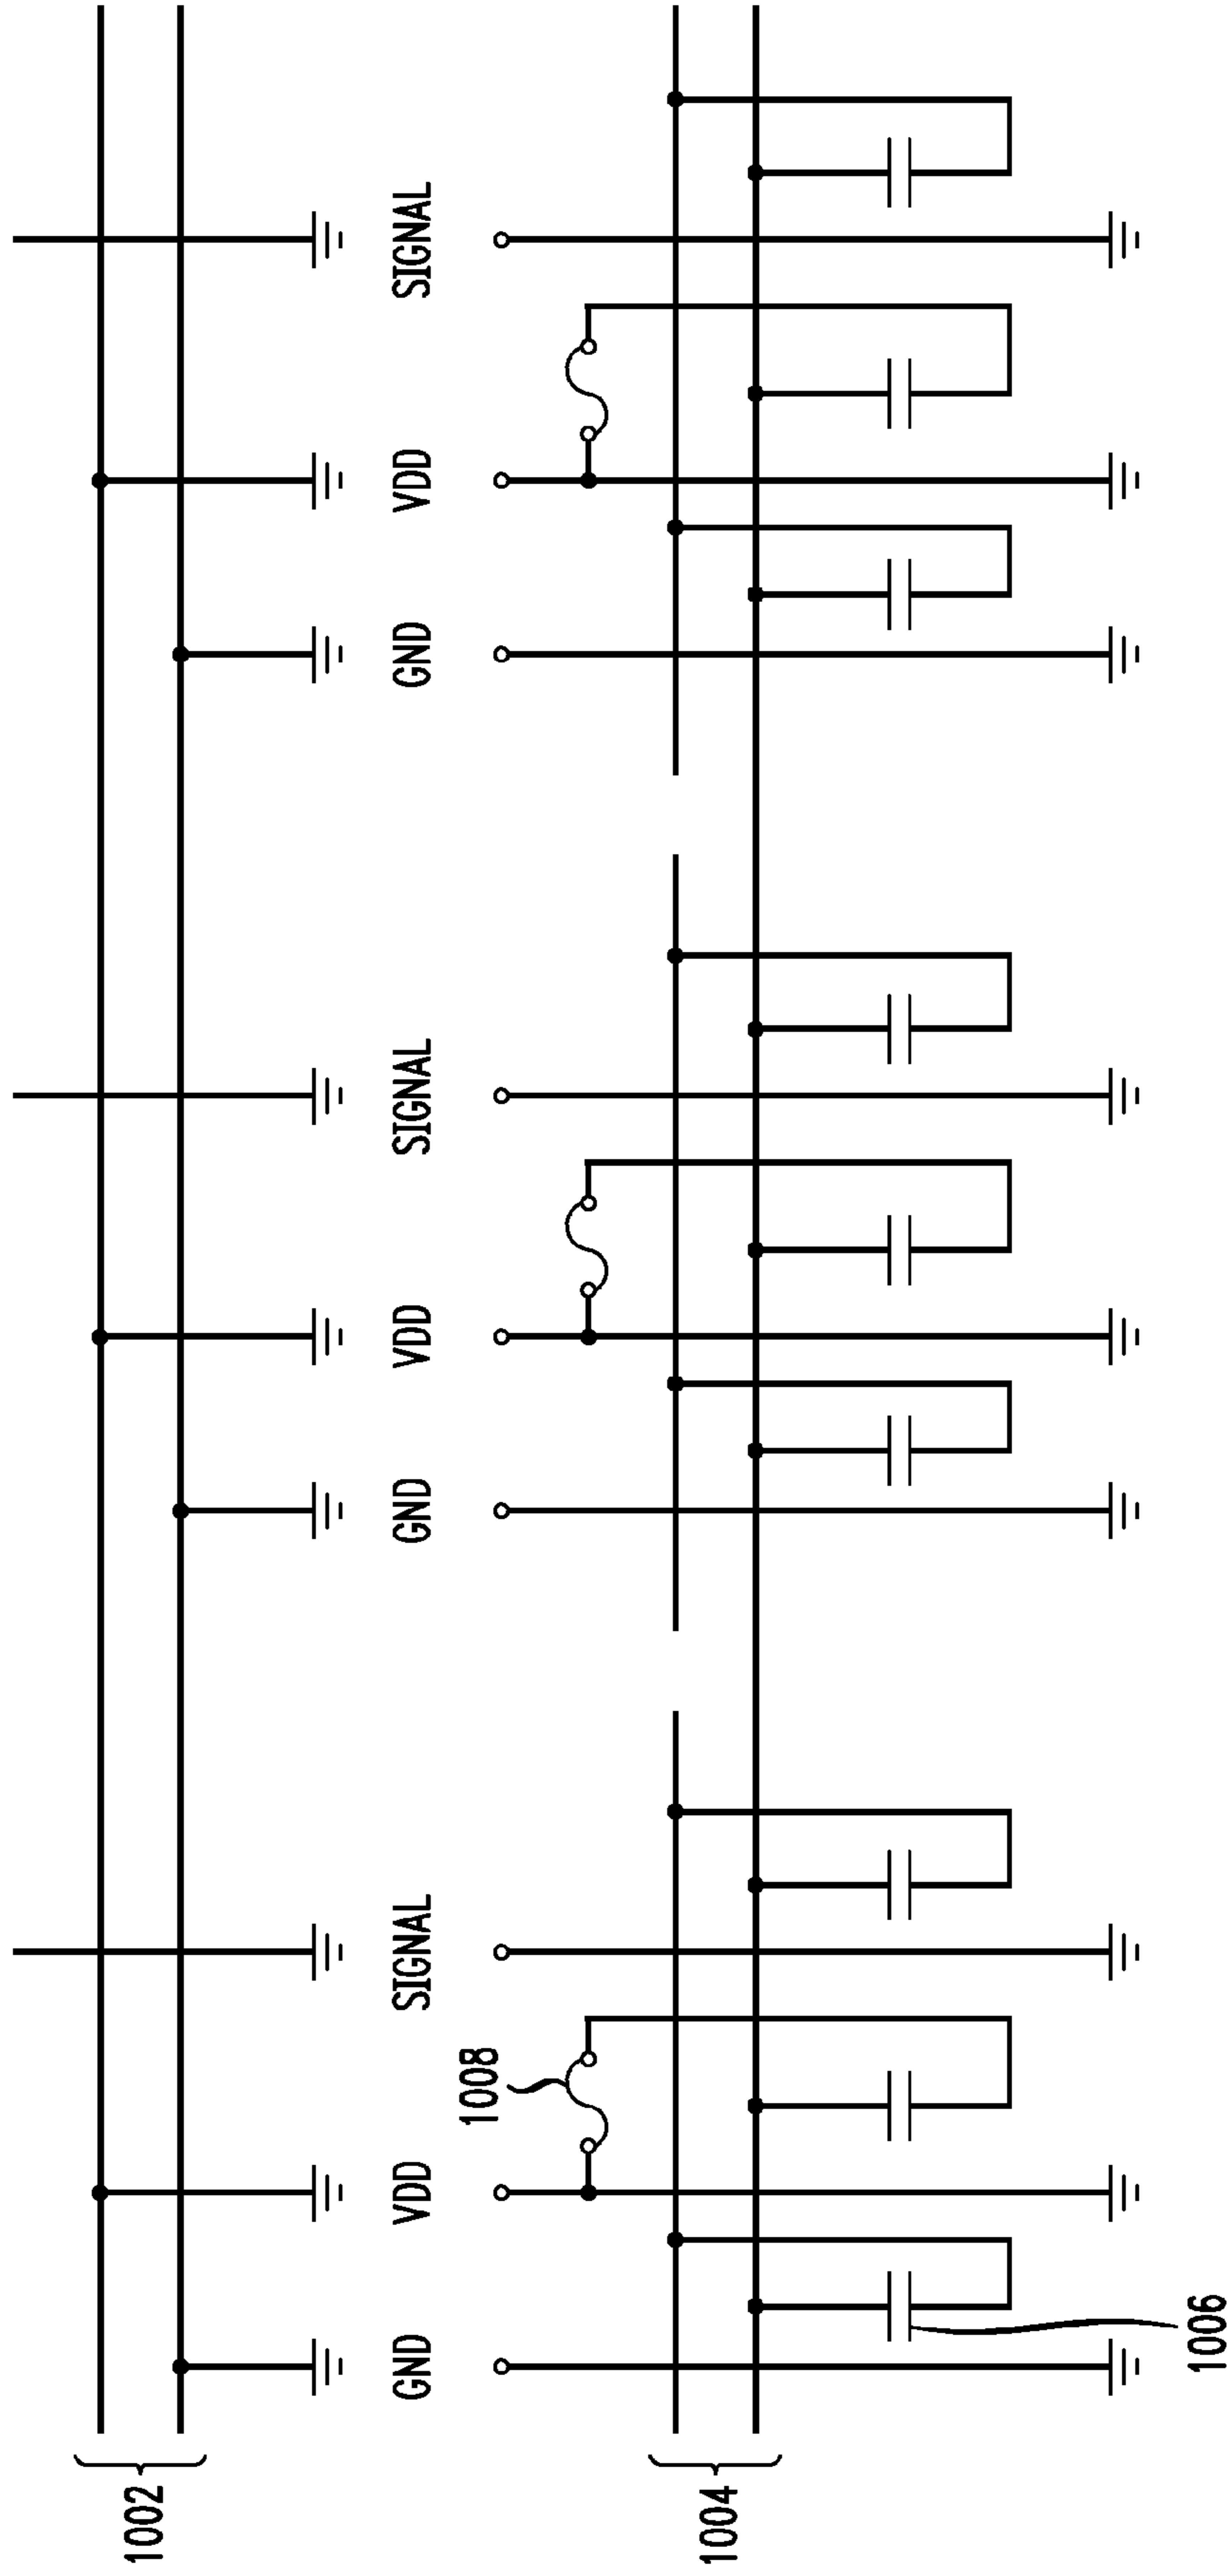 1002
GND VDD SIGNAL GND VDD SIGNAL GND VDD SIGNAL
1008
1004
1006